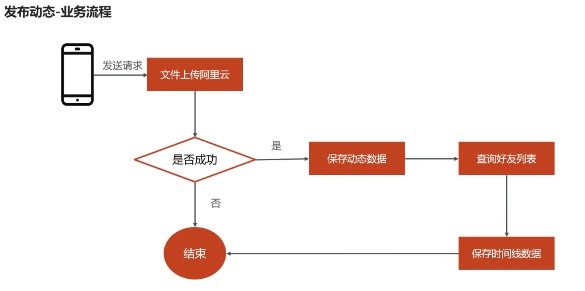 发布动态-业务流程
发送请求
文件上传阿里云
是否成功
是
保存动态数据
查询好友列表
否
结束
保存时间线数据